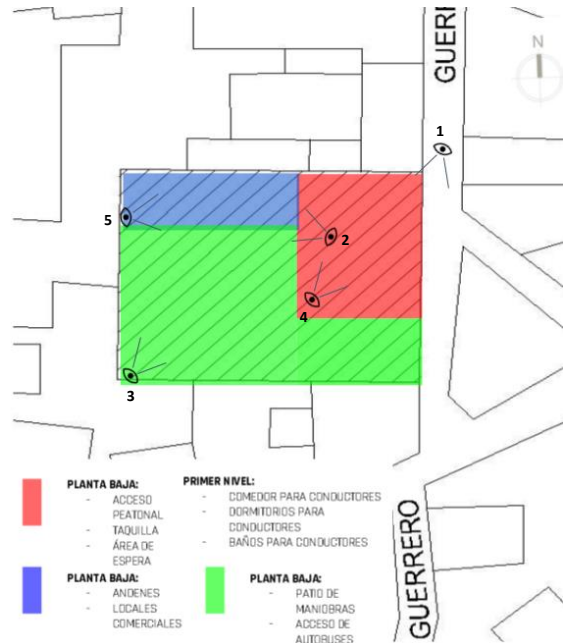 GUERRERO
N
1
5
2
4
3
PLANTA BAJA:
- ACCESO
PEATONAL
- TAQUILLA
- ÁREA DE
ESPERA
PRIMER NIVEL:
- COMEDOR PARA CONDUCTORES
- DORMITORIOS PARA
CONDUCTORES
- BAÑOS PARA CONDUCTORES
PLANTA BAJA:
- ANDENES
- LOCALES
COMERCIALES
PLANTA BAJA:
- PATIO DE
MANIOBRAS
- ACCESO DE
AUTOBUSES
GUERRERO